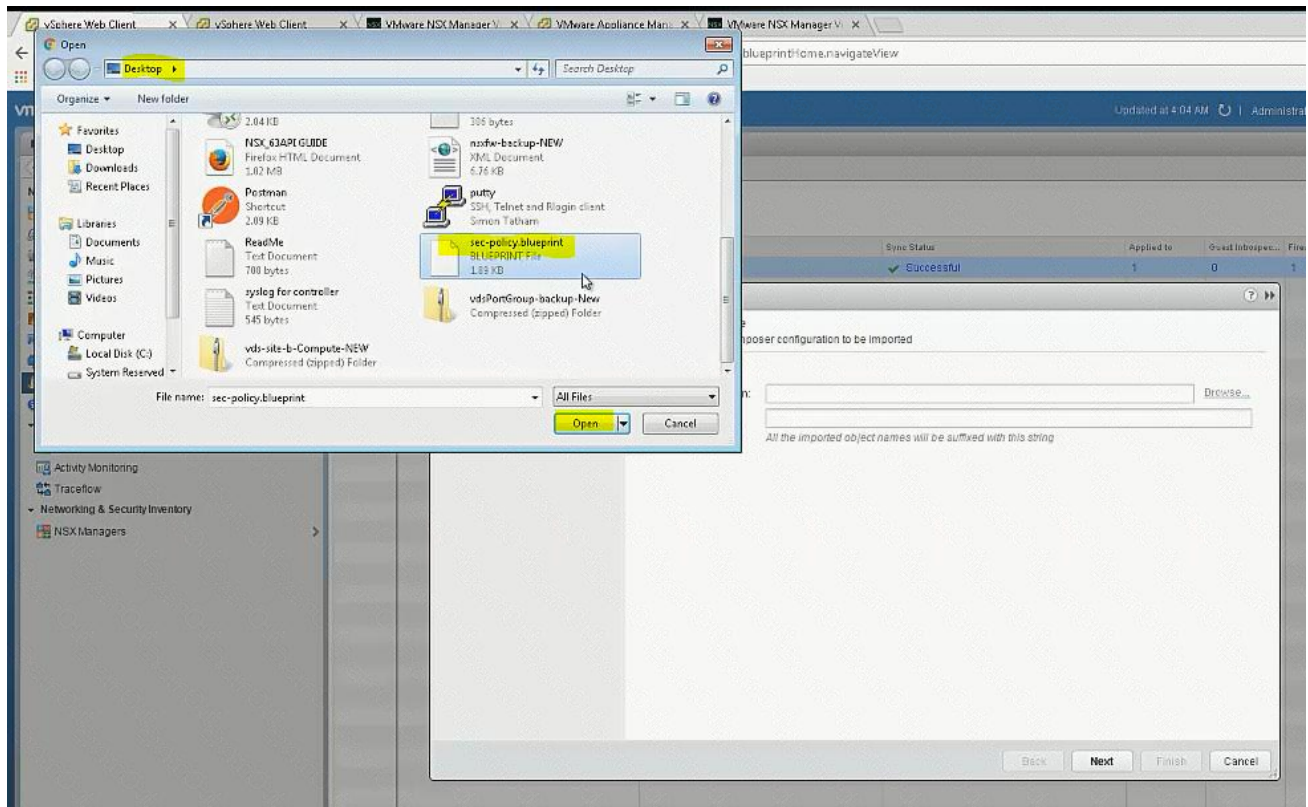 vSphere Web Client
vSphere Web Client
VMware NSX Manager V
VMware Appliance Man
VMware NSX Manager V
Open
blueprintHome.navigateView
Desktop
Search Desktop
Organize
New folder
vm
Updated at 4:04 AM
Administra
Favorites
Desktop
Downloads
Recent Places
Libraries
Documents
Music
Pictures
Videos
Computer
Local Disk (C:)
System Reserved
2.04 KB
306 bytes
NSX_63API GUIDE
Firefox HTML Document
1.02 MB
nsxfw-backup-NEW
XML Document
6.76 KB
Postman
Shortcut
2.09 KB
putty
SSH, Telnet and Rlogin client
Simon Tatham
ReadMe
Text Document
700 bytes
sec-policy.blueprint
BLUEPRINT File
1.89 KB
syslog for controller
Text Document
545 bytes
vdsPortGroup-backup-New
Compressed (zipped) Folder
vds-site-b-Compute-NEW
Compressed (zipped) Folder
File name: sec-policy.blueprint
All Files
Open
Cancel
Sync Status
Applied to
Guest Introspec...
Fire
Successful
1
0
1
mposer configuration to be imported
n:
Browse...
All the imported object names will be suffixed with this string
Activity Monitoring
Traceflow
Networking & Security Inventory
NSX Managers
Back
Next
Finish
Cancel